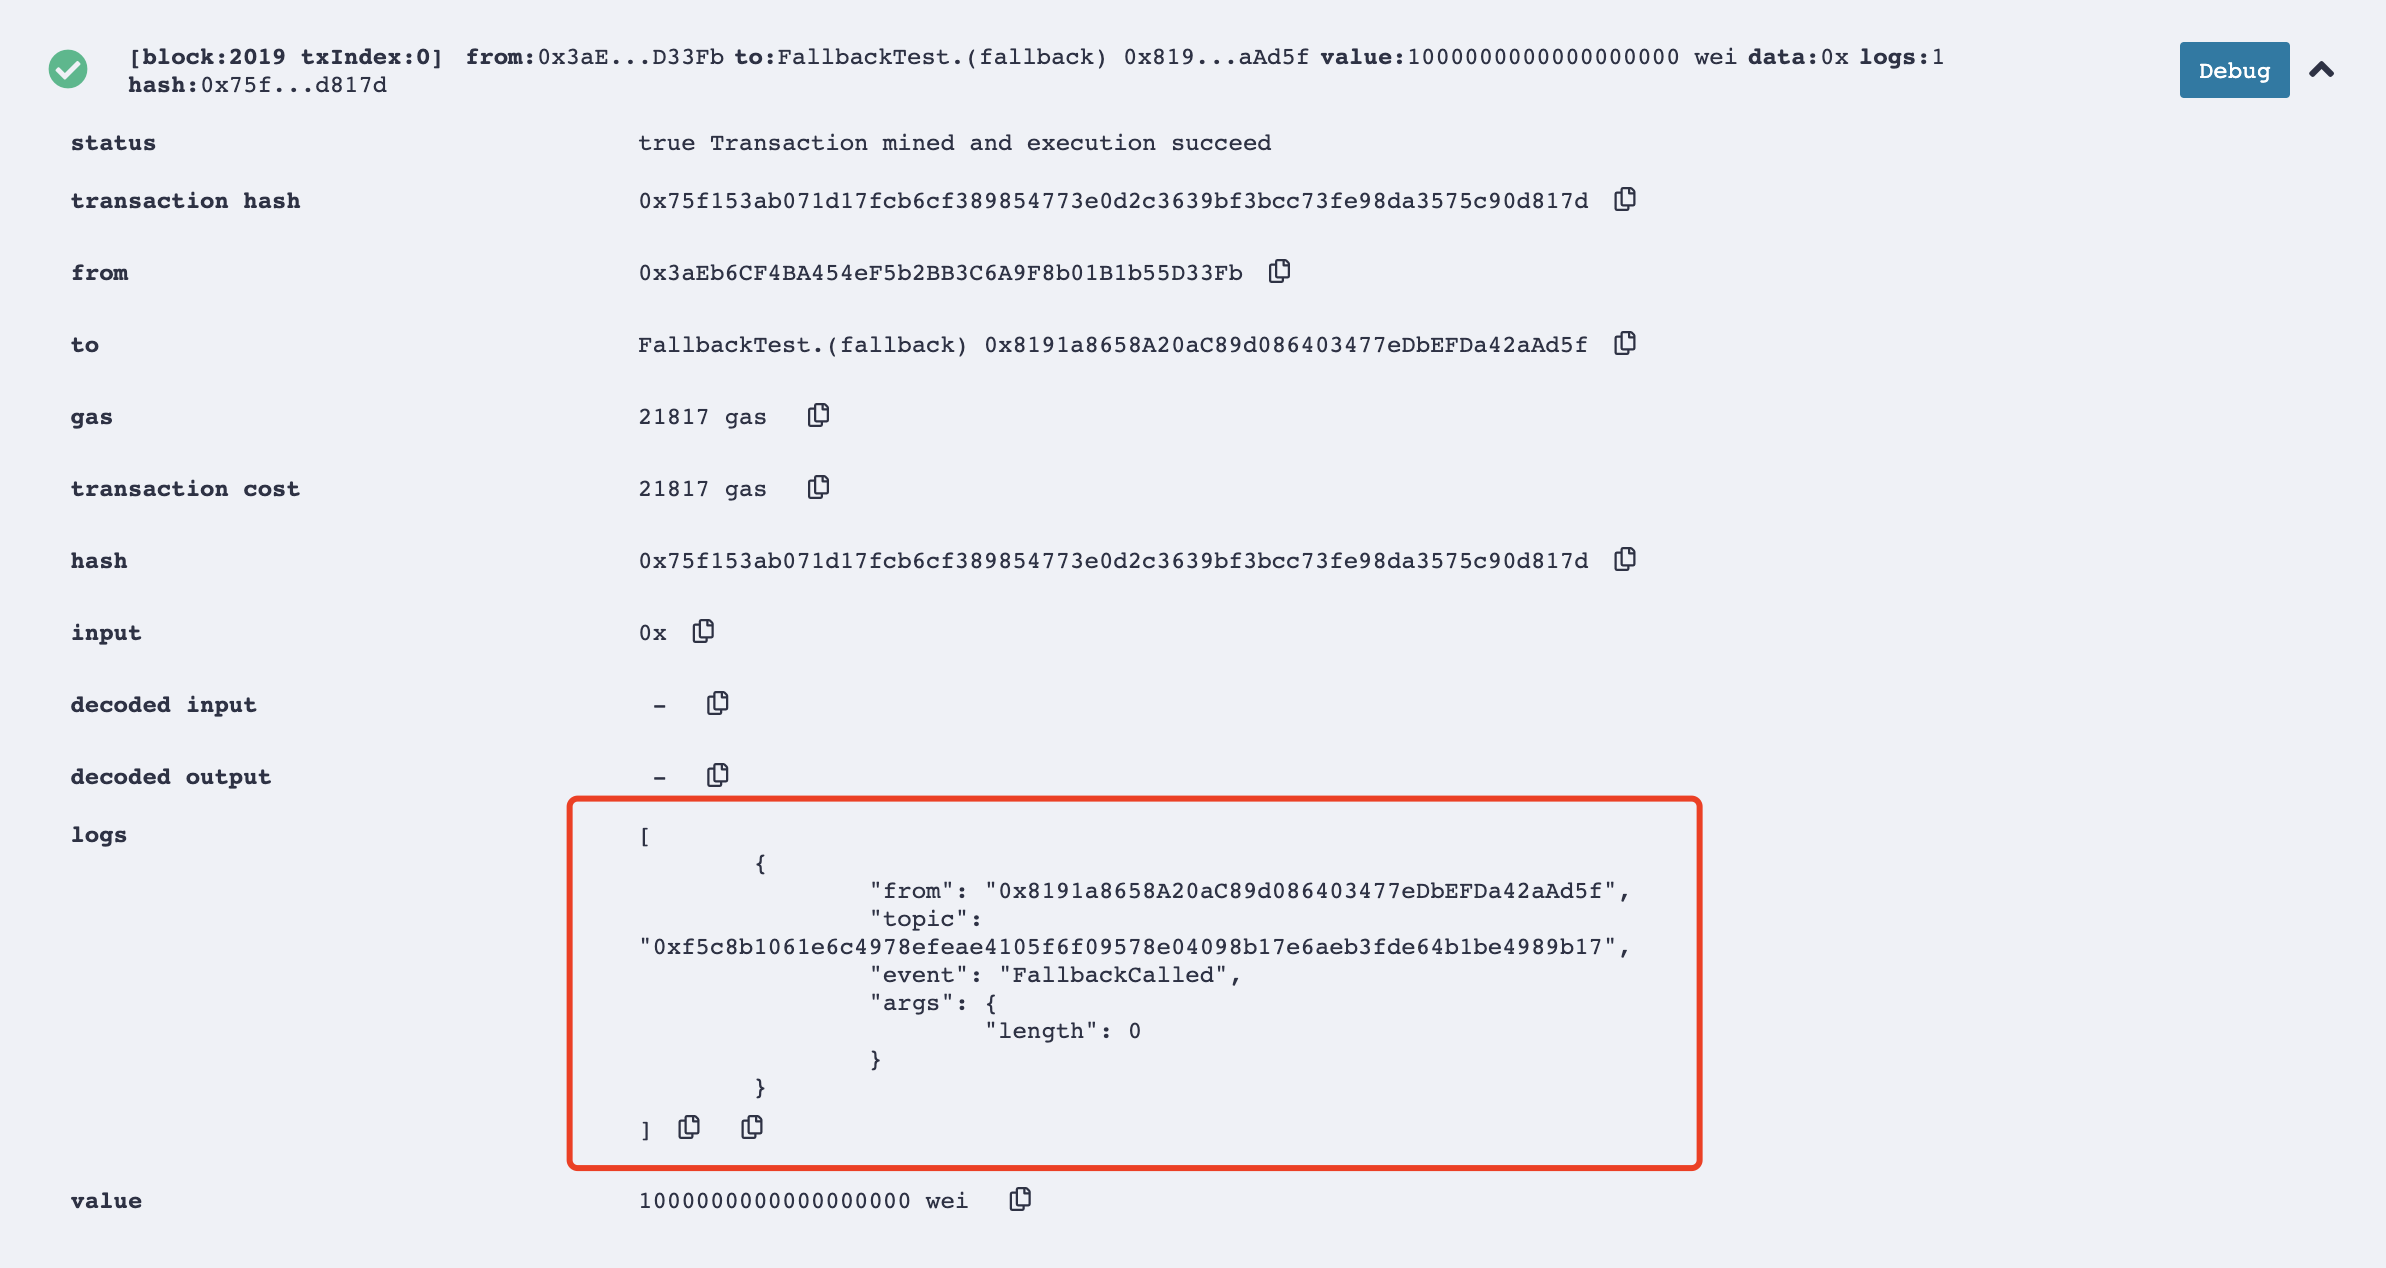 [block:2019 txIndex:0] from:0x3aE...D33Fb to:FallbackTest.(fallback) 0x819...aAd5f value:1000000000000000000 wei data:0x logs:1
hash:0x75f...d817d
Debug
status true Transaction mined and execution succeed
transaction hash 0x75f153ab071d17fcb6cf389854773e0d2c3639bf3bcc73fe98da3575c90d817d
from 0x3aEb6CF4BA454eF5b2BB3C6A9F8b01B1b55D33Fb
to FallbackTest.(fallback) 0x8191a8658A20aC89d086403477eDbEFDa42aAd5f
gas 21817 gas
transaction cost 21817 gas
hash 0x75f153ab071d17fcb6cf389854773e0d2c3639bf3bcc73fe98da3575c90d817d
input 0x
decoded input -
decoded output -
logs [
{
"from": "0x8191a8658A20aC89d086403477eDbEFDa42aAd5f",
"topic":
"0xf5c8b1061e6c4978efeae4105f6f09578e04098b17e6aeb3fde64b1be4989b17",
"event": "FallbackCalled",
"args": {
"length": 0
}
}
]
value 1000000000000000000 wei